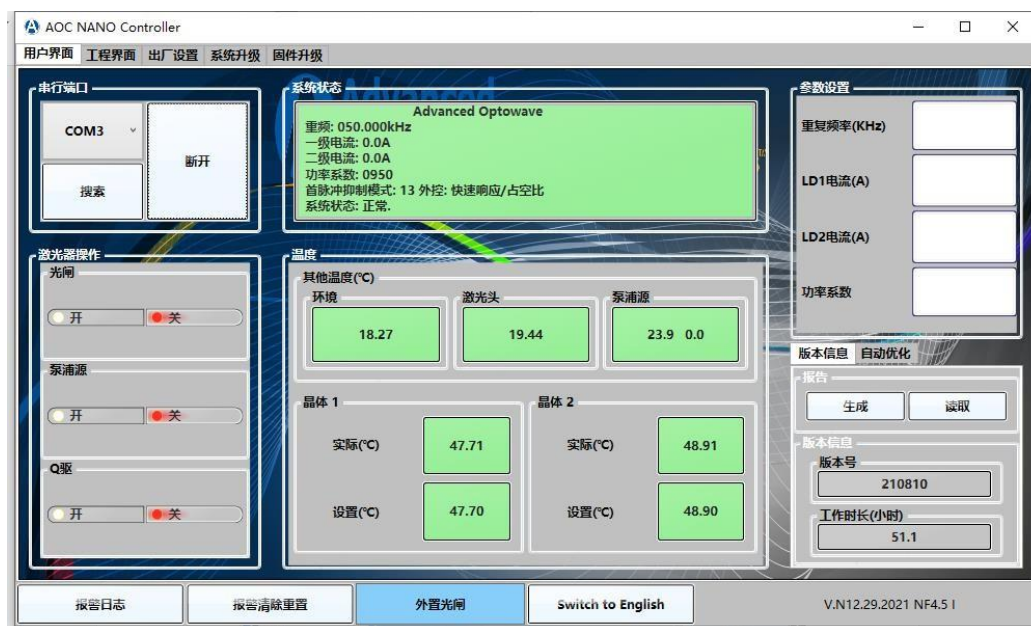 AOC NANO Controller
用户界面 工程界面 出厂设置 系统升级 固件升级
串行端口
COM3
搜索
断开
系统状态
Advanced
Advanced Optowave
重频: 050.000kHz
一级电流: 0.0A
二级电流: 0.0A
功率系数: 0950
首脉冲抑制模式: 13 外控: 快速响应/占空比
系统状态: 正常.
参数设置
重复频率(KHz)
LD1电流(A)
LD2电流(A)
功率系数
激光器操作
光闸
开 关
泵浦源
开 关
Q驱
开 关
温度
其他温度(℃)
环境 激光头 泵浦源
18.27 19.44 23.9 0.0
晶体 1
实际(℃) 47.71
设置(℃) 47.70
晶体 2
实际(℃) 48.91
设置(℃) 48.90
版本信息 自动优化
报告
生成 读取
版本信息
版本号
210810
工作时长(小时)
51.1
报警日志 报警清除重置 外置光闸 Switch to English V.N12.29.2021 NF4.5 I